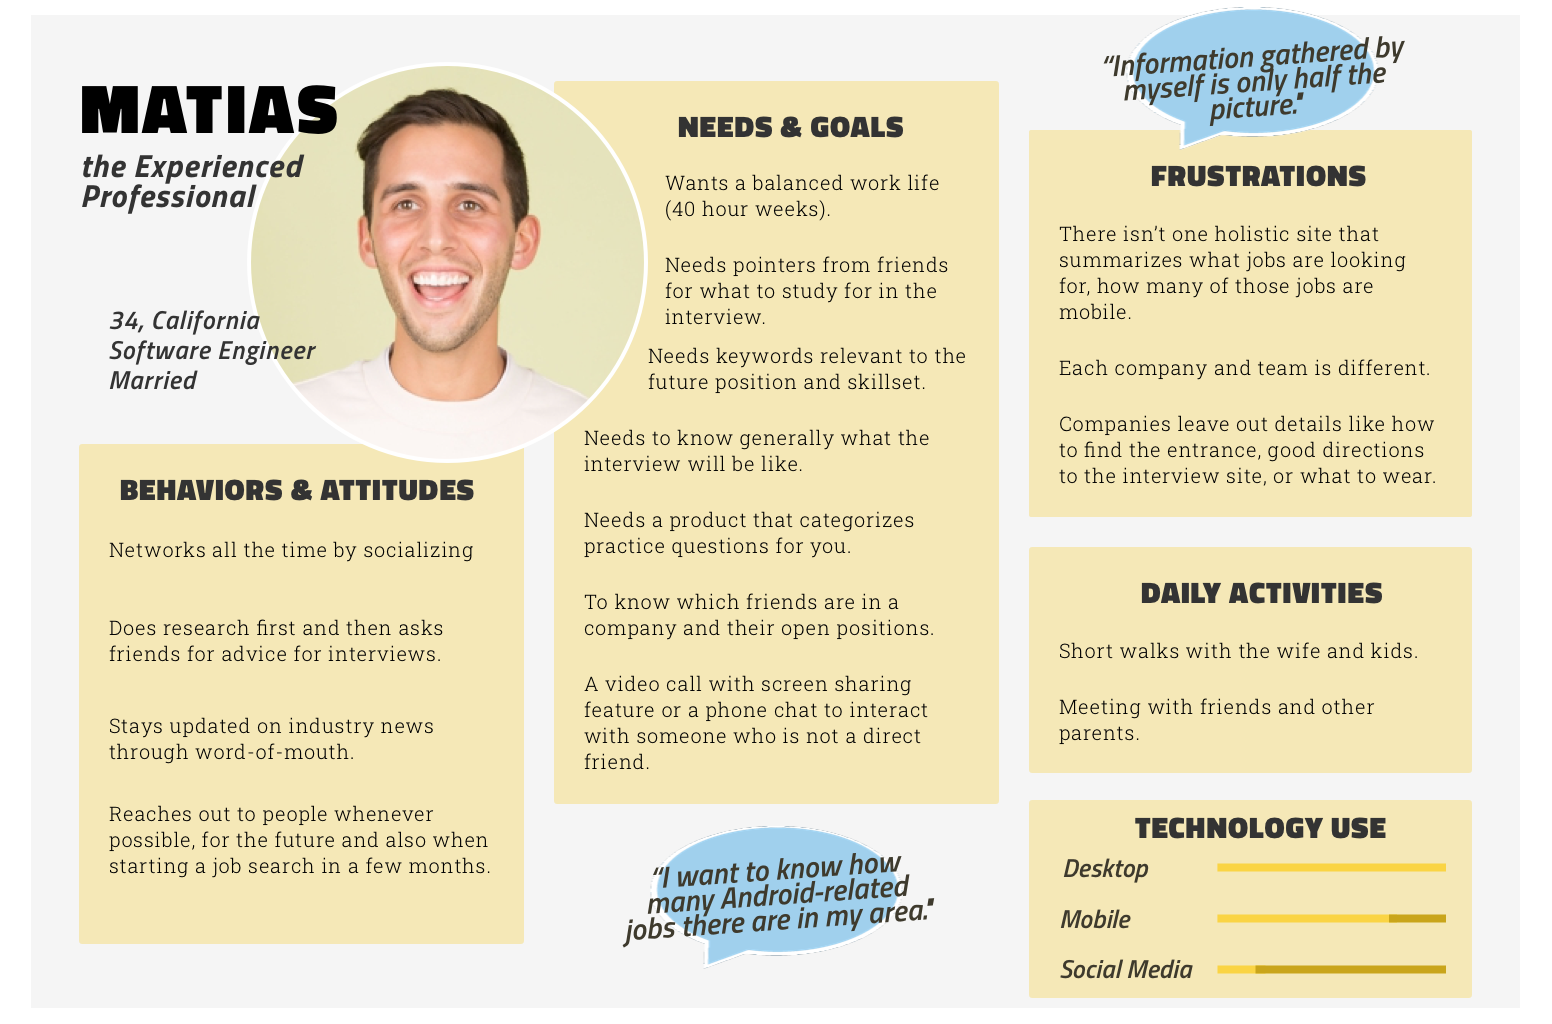 MATIAS
the Experienced
Professional
34, California
Software Engineer
Married
BEHAVIORS & ATTITUDES
Networks all the time by socializing
Does research first and then asks
friends for advice for interviews.
Stays updated on industry news
through word-of-mouth.
Reaches out to people whenever
possible, for the future and also when
starting a job search in a few months.
NEEDS & GOALS
Wants a balanced work life
(40 hour weeks).
Needs pointers from friends
for what to study for in the
interview.
Needs keywords relevant to the
future position and skillset.
Needs to know generally what the
interview will be like.
Needs a product that categorizes
practice questions for you.
To know which friends are in a
company and their open positions.
A video call with screen sharing
feature or a phone chat to interact
with someone who is not a direct
friend.
“I want to know how
many Android-related
jobs there are in my area."
“Information gathered by
myself is only half the
picture."
FRUSTRATIONS
There isn’t one holistic site that
summarizes what jobs are looking
for, how many of those jobs are
mobile.
Each company and team is different.
Companies leave out details like how
to find the entrance, good directions
to the interview site, or what to wear.
DAILY ACTIVITIES
Short walks with the wife and kids.
Meeting with friends and other
parents.
TECHNOLOGY USE
Desktop
Mobile
Social Media